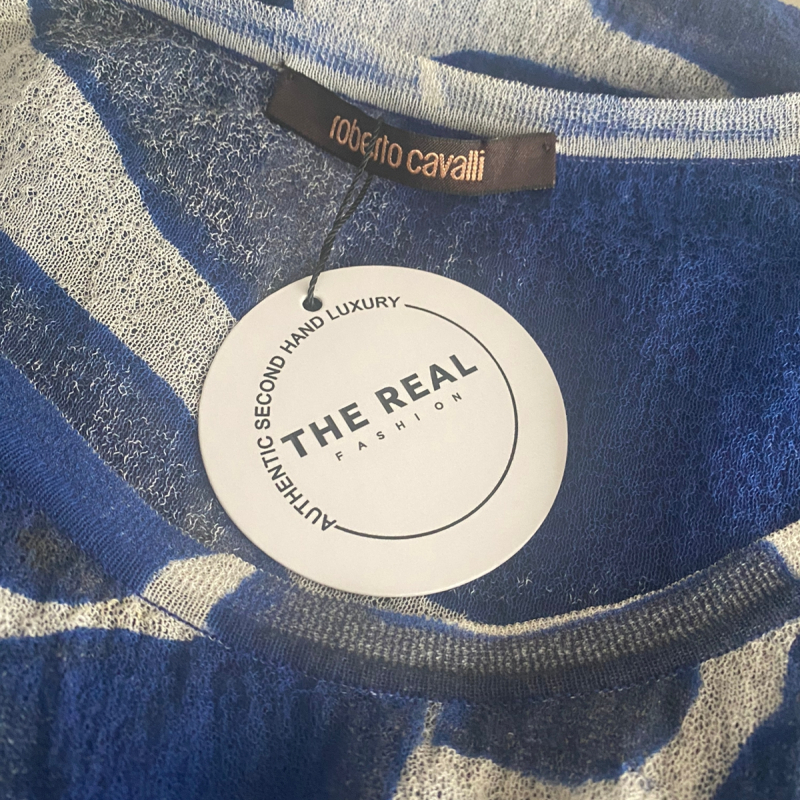 roberto cavalli
AUTHENTIC SECOND HAND LUXURY
THE REAL
FASHION